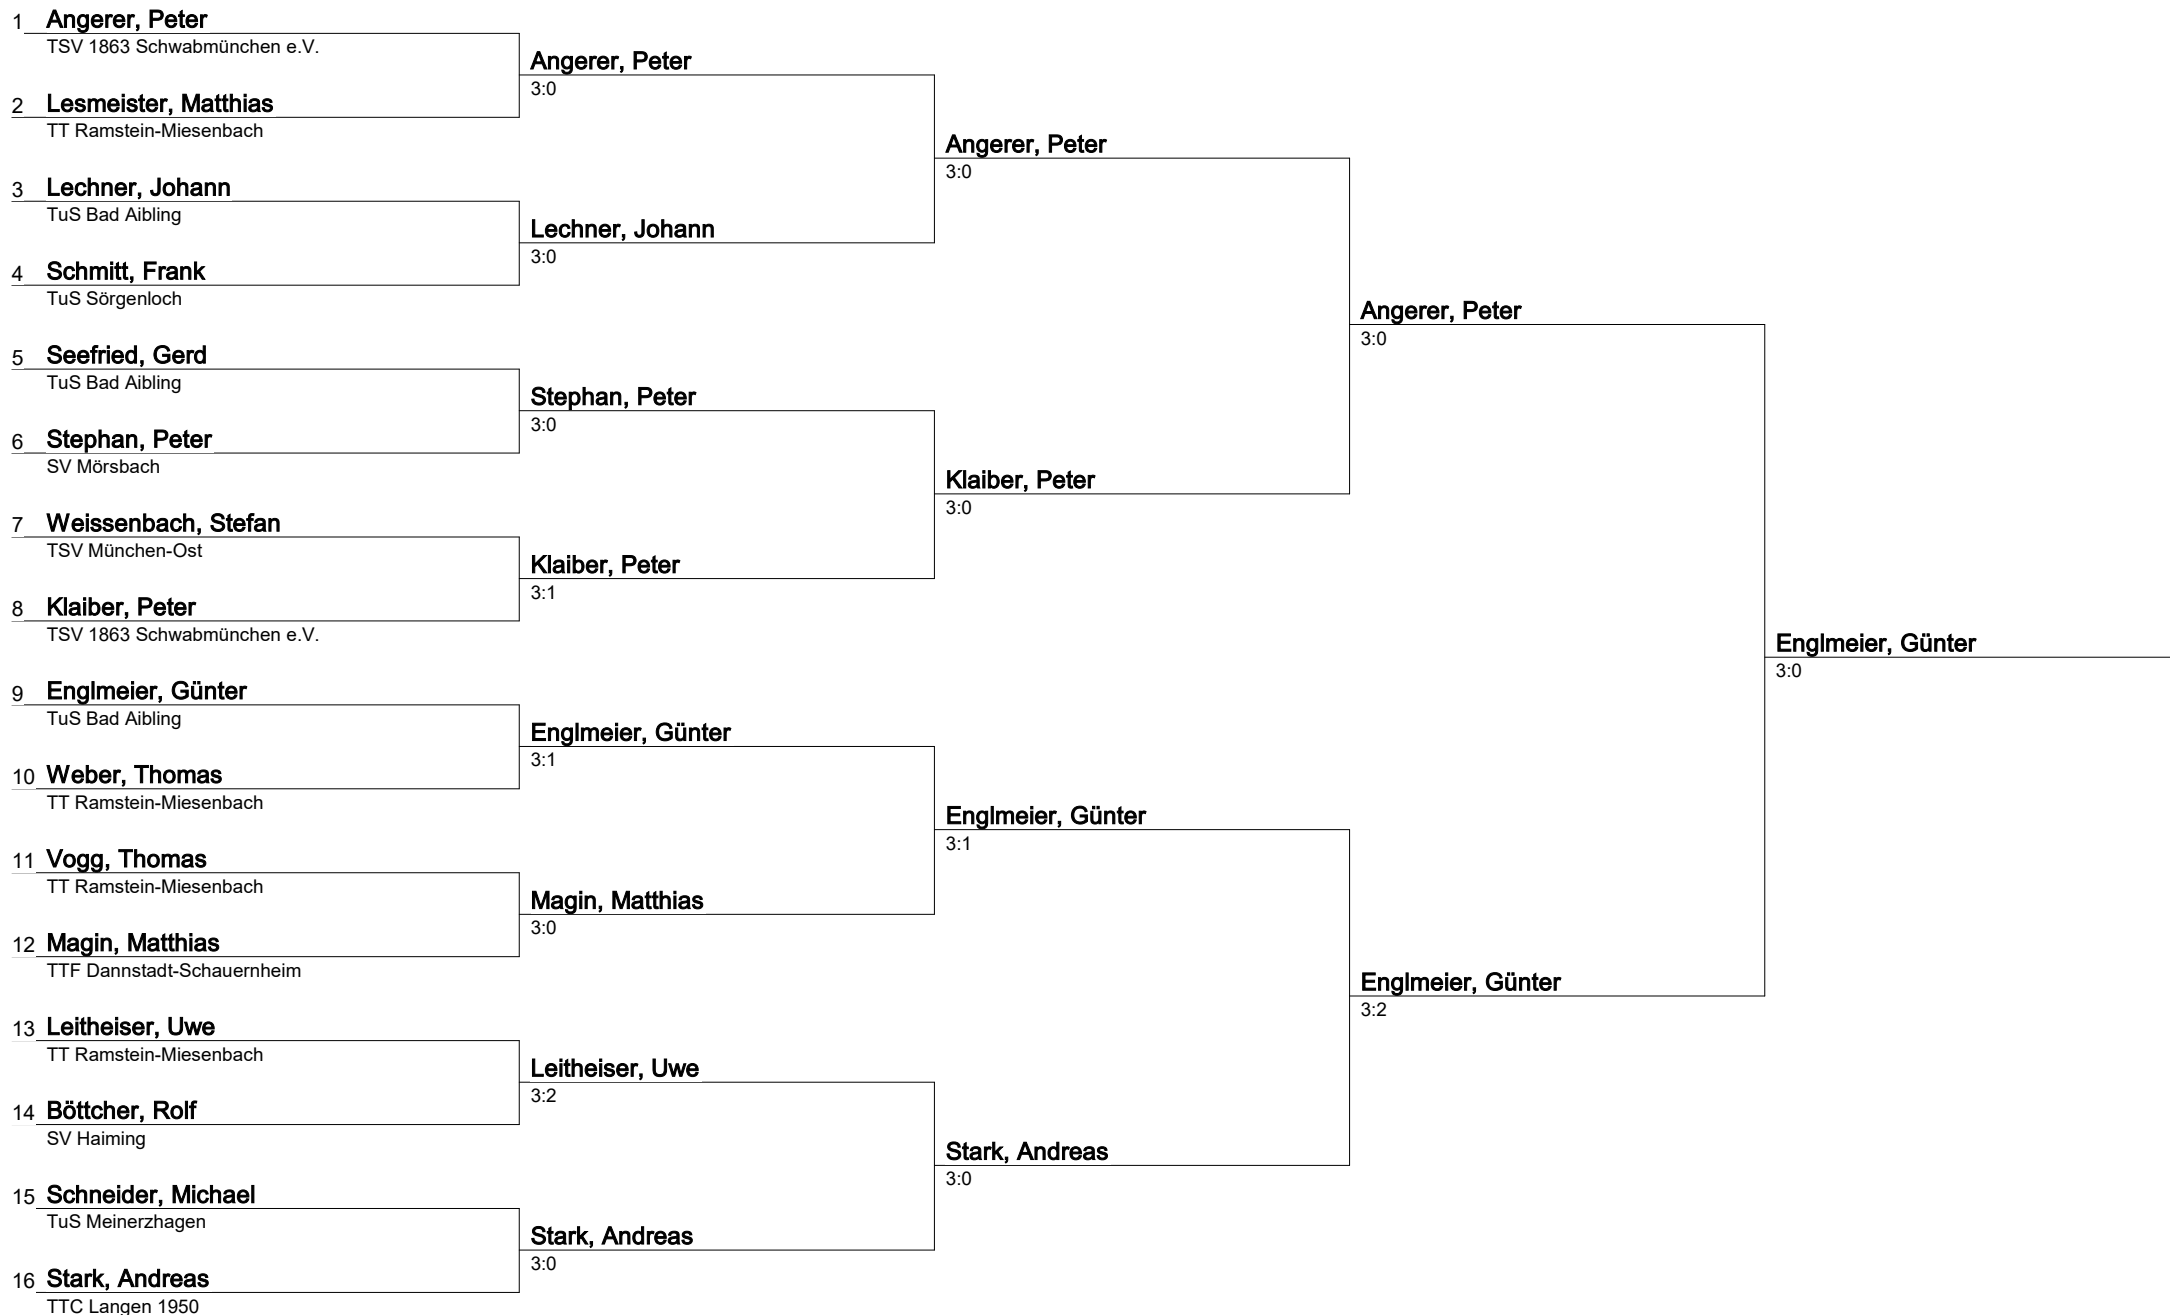 1 Angerer, Peter
TSV 1863 Schwabmünchen e.V.
Angerer, Peter
3:0
2 Lesmeister, Matthias
TT Ramstein-Miesenbach
Angerer, Peter
3:0
3 Lechner, Johann
TuS Bad Aibling
Lechner, Johann
3:0
4 Schmitt, Frank
TuS Sörgenloch
Angerer, Peter
3:0
5 Seefried, Gerd
TuS Bad Aibling
Stephan, Peter
3:0
6 Stephan, Peter
SV Mörsbach
Klaiber, Peter
3:0
7 Weissenbach, Stefan
TSV München-Ost
Klaiber, Peter
3:1
8 Klaiber, Peter
TSV 1863 Schwabmünchen e.V.
Englmeier, Günter
3:0
9 Englmeier, Günter
TuS Bad Aibling
Englmeier, Günter
3:1
10 Weber, Thomas
TT Ramstein-Miesenbach
Englmeier, Günter
3:1
11 Vogg, Thomas
TT Ramstein-Miesenbach
Magin, Matthias
3:0
12 Magin, Matthias
TTF Dannstadt-Schauernheim
Englmeier, Günter
3:2
13 Leitheiser, Uwe
TT Ramstein-Miesenbach
Leitheiser, Uwe
3:2
14 Böttcher, Rolf
SV Haiming
Stark, Andreas
3:0
15 Schneider, Michael
TuS Meinerzhagen
Stark, Andreas
3:0
16 Stark, Andreas
TTC Langen 1950